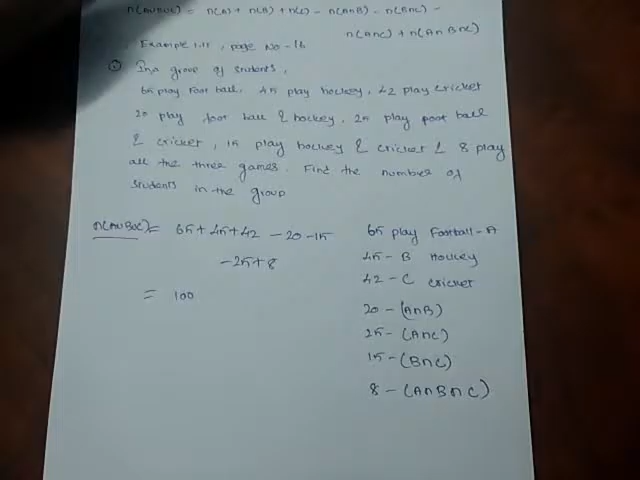 n(AUBUC) = n(A) + n(B) + n(C) - n(A∩B) - n(B∩C) -
n(A∩C) + n(A∩B∩C)
Example 1.11, page No - 16
In a group of students,
65 play Foot ball, 45 play hockey, 42 play cricket
20 play foot ball & hockey, 25 play foot ball
& cricket, 15 play hockey & cricket & 8 play
all the three games. Find the number of
students in the group
n(AUBUC) = 65 + 45 + 42 - 20 - 15
- 25 + 8
= 100
65 play Football - A
45 - B Hockey
42 - C cricket
20 - (A∩B)
25 - (A∩C)
15 - (B∩C)
8 - (A∩B∩C)